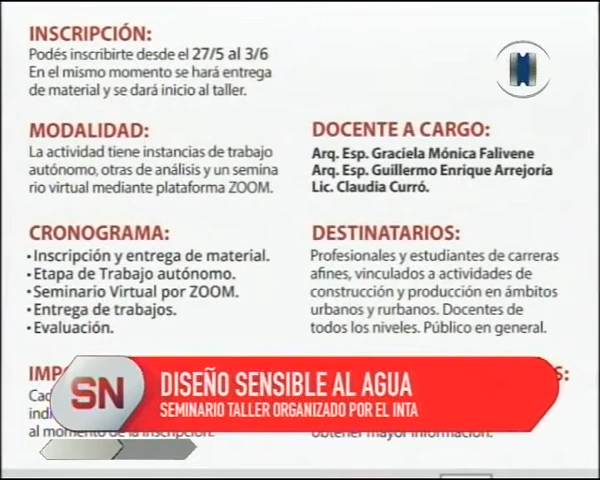 INSCRIPCIÓN:
Podés inscribirte desde el 27/5 al 3/6
En el mismo momento se hará entrega
de material y se dará inicio al taller.
MODALIDAD:
La actividad tiene instancias de trabajo
autónomo, otras de análisis y un semina
rio virtual mediante plataforma ZOOM.
CRONOGRAMA:
• Inscripción y entrega de material.
• Etapa de Trabajo autónomo.
• Seminario Virtual por ZOOM.
• Entrega de trabajos.
• Evaluación.
DOCENTE A CARGO:
Arq. Esp. Graciela Mónica Falivene
Arq. Esp. Guillermo Enrique Arrejoría
Lic. Claudia Curró.
DESTINATARIOS:
Profesionales y estudiantes de carreras
afines, vinculados a actividades de
construcción y producción en ámbitos
urbanos y rurbanos. Docentes de
todos los niveles. Público en general.
SN
DISEÑO SENSIBLE AL AGUA
SEMINARIO TALLER ORGANIZADO POR EL INTA
al momento de la inscripción.
obtener mayor información.